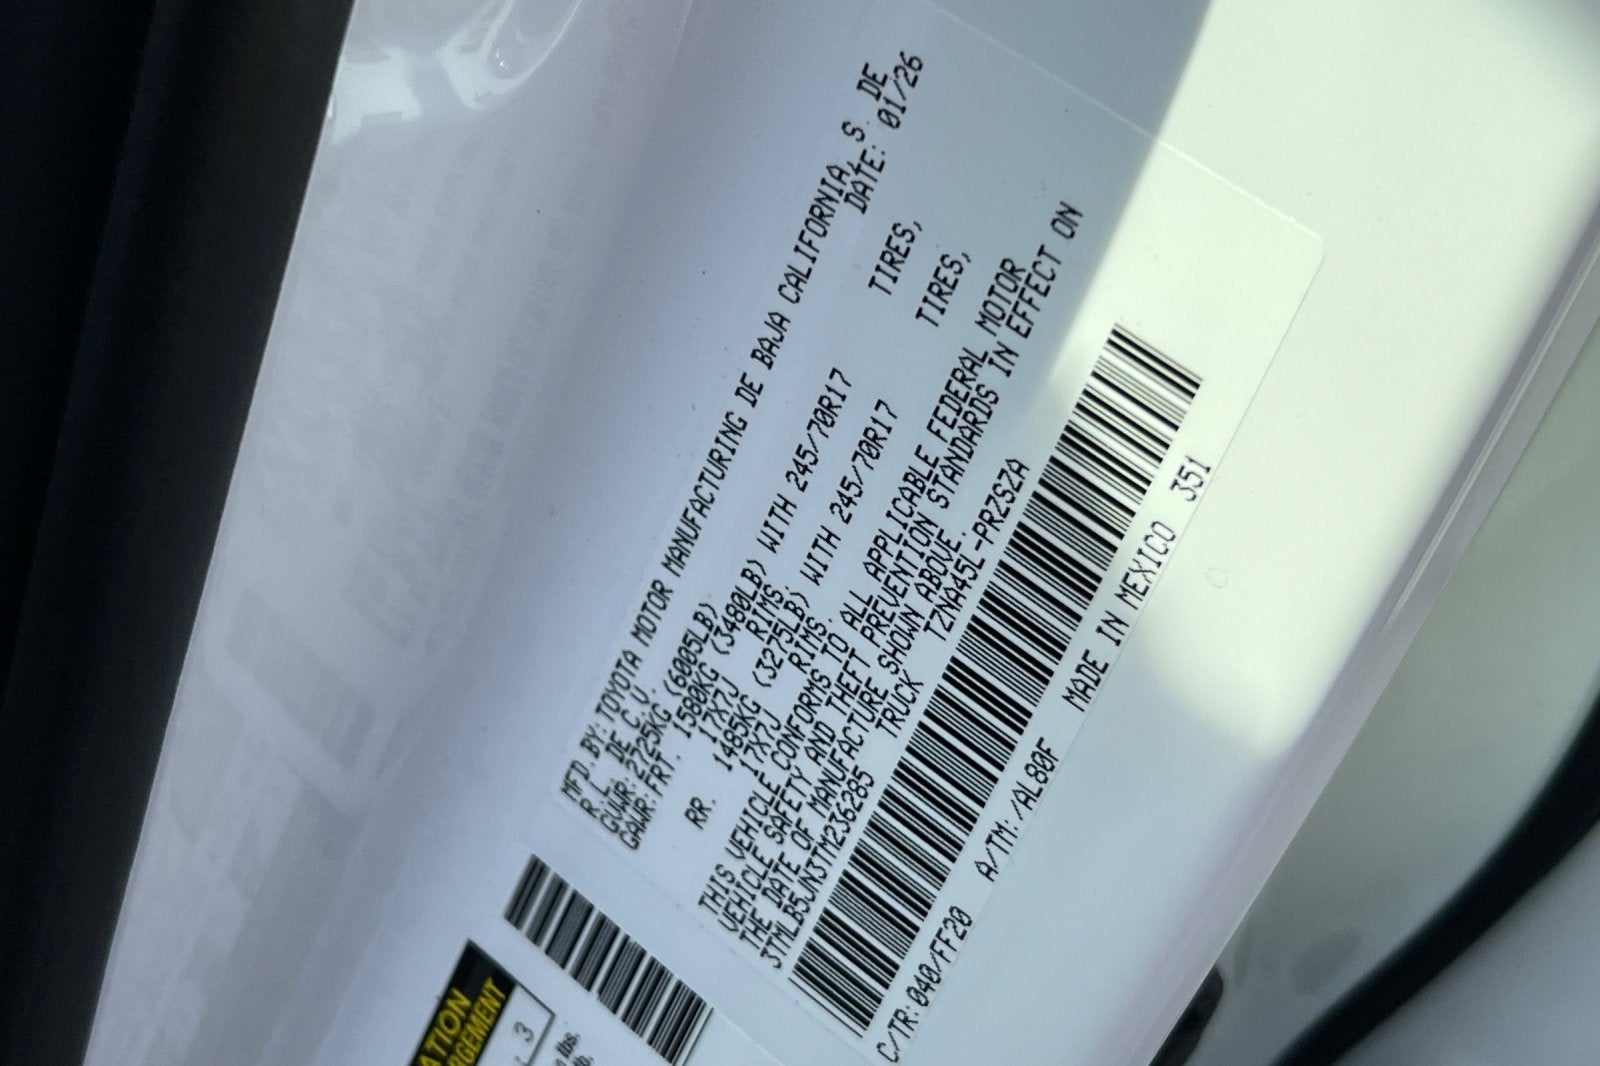 MFD.BY:TOYOTA MOTOR MANUFACTURING DE BAJA CALIFORNIA, S. DE
R.L. DE C.V. DATE: 01/26
GVWR:2725KG (6005LB)
GAWR:FRT. 1580KG (3480LB) WITH 245/70R17 TIRES,
17X7J RIMS,
RR. 1485KG (3275LB) WITH 245/70R17 TIRES,
17X7J RIMS.
THIS VEHICLE CONFORMS TO ALL APPLICABLE FEDERAL MOTOR
VEHICLE SAFETY AND THEFT PREVENTION STANDARDS IN EFFECT ON
THE DATE OF MANUFACTURE SHOWN ABOVE.
3TMLB5JN3TM236285 TRUCK TZNA45L-PRZSZA
C/TR:040/FF20 A/TM:/AL80F MADE IN MEXICO 351
3
lbs.